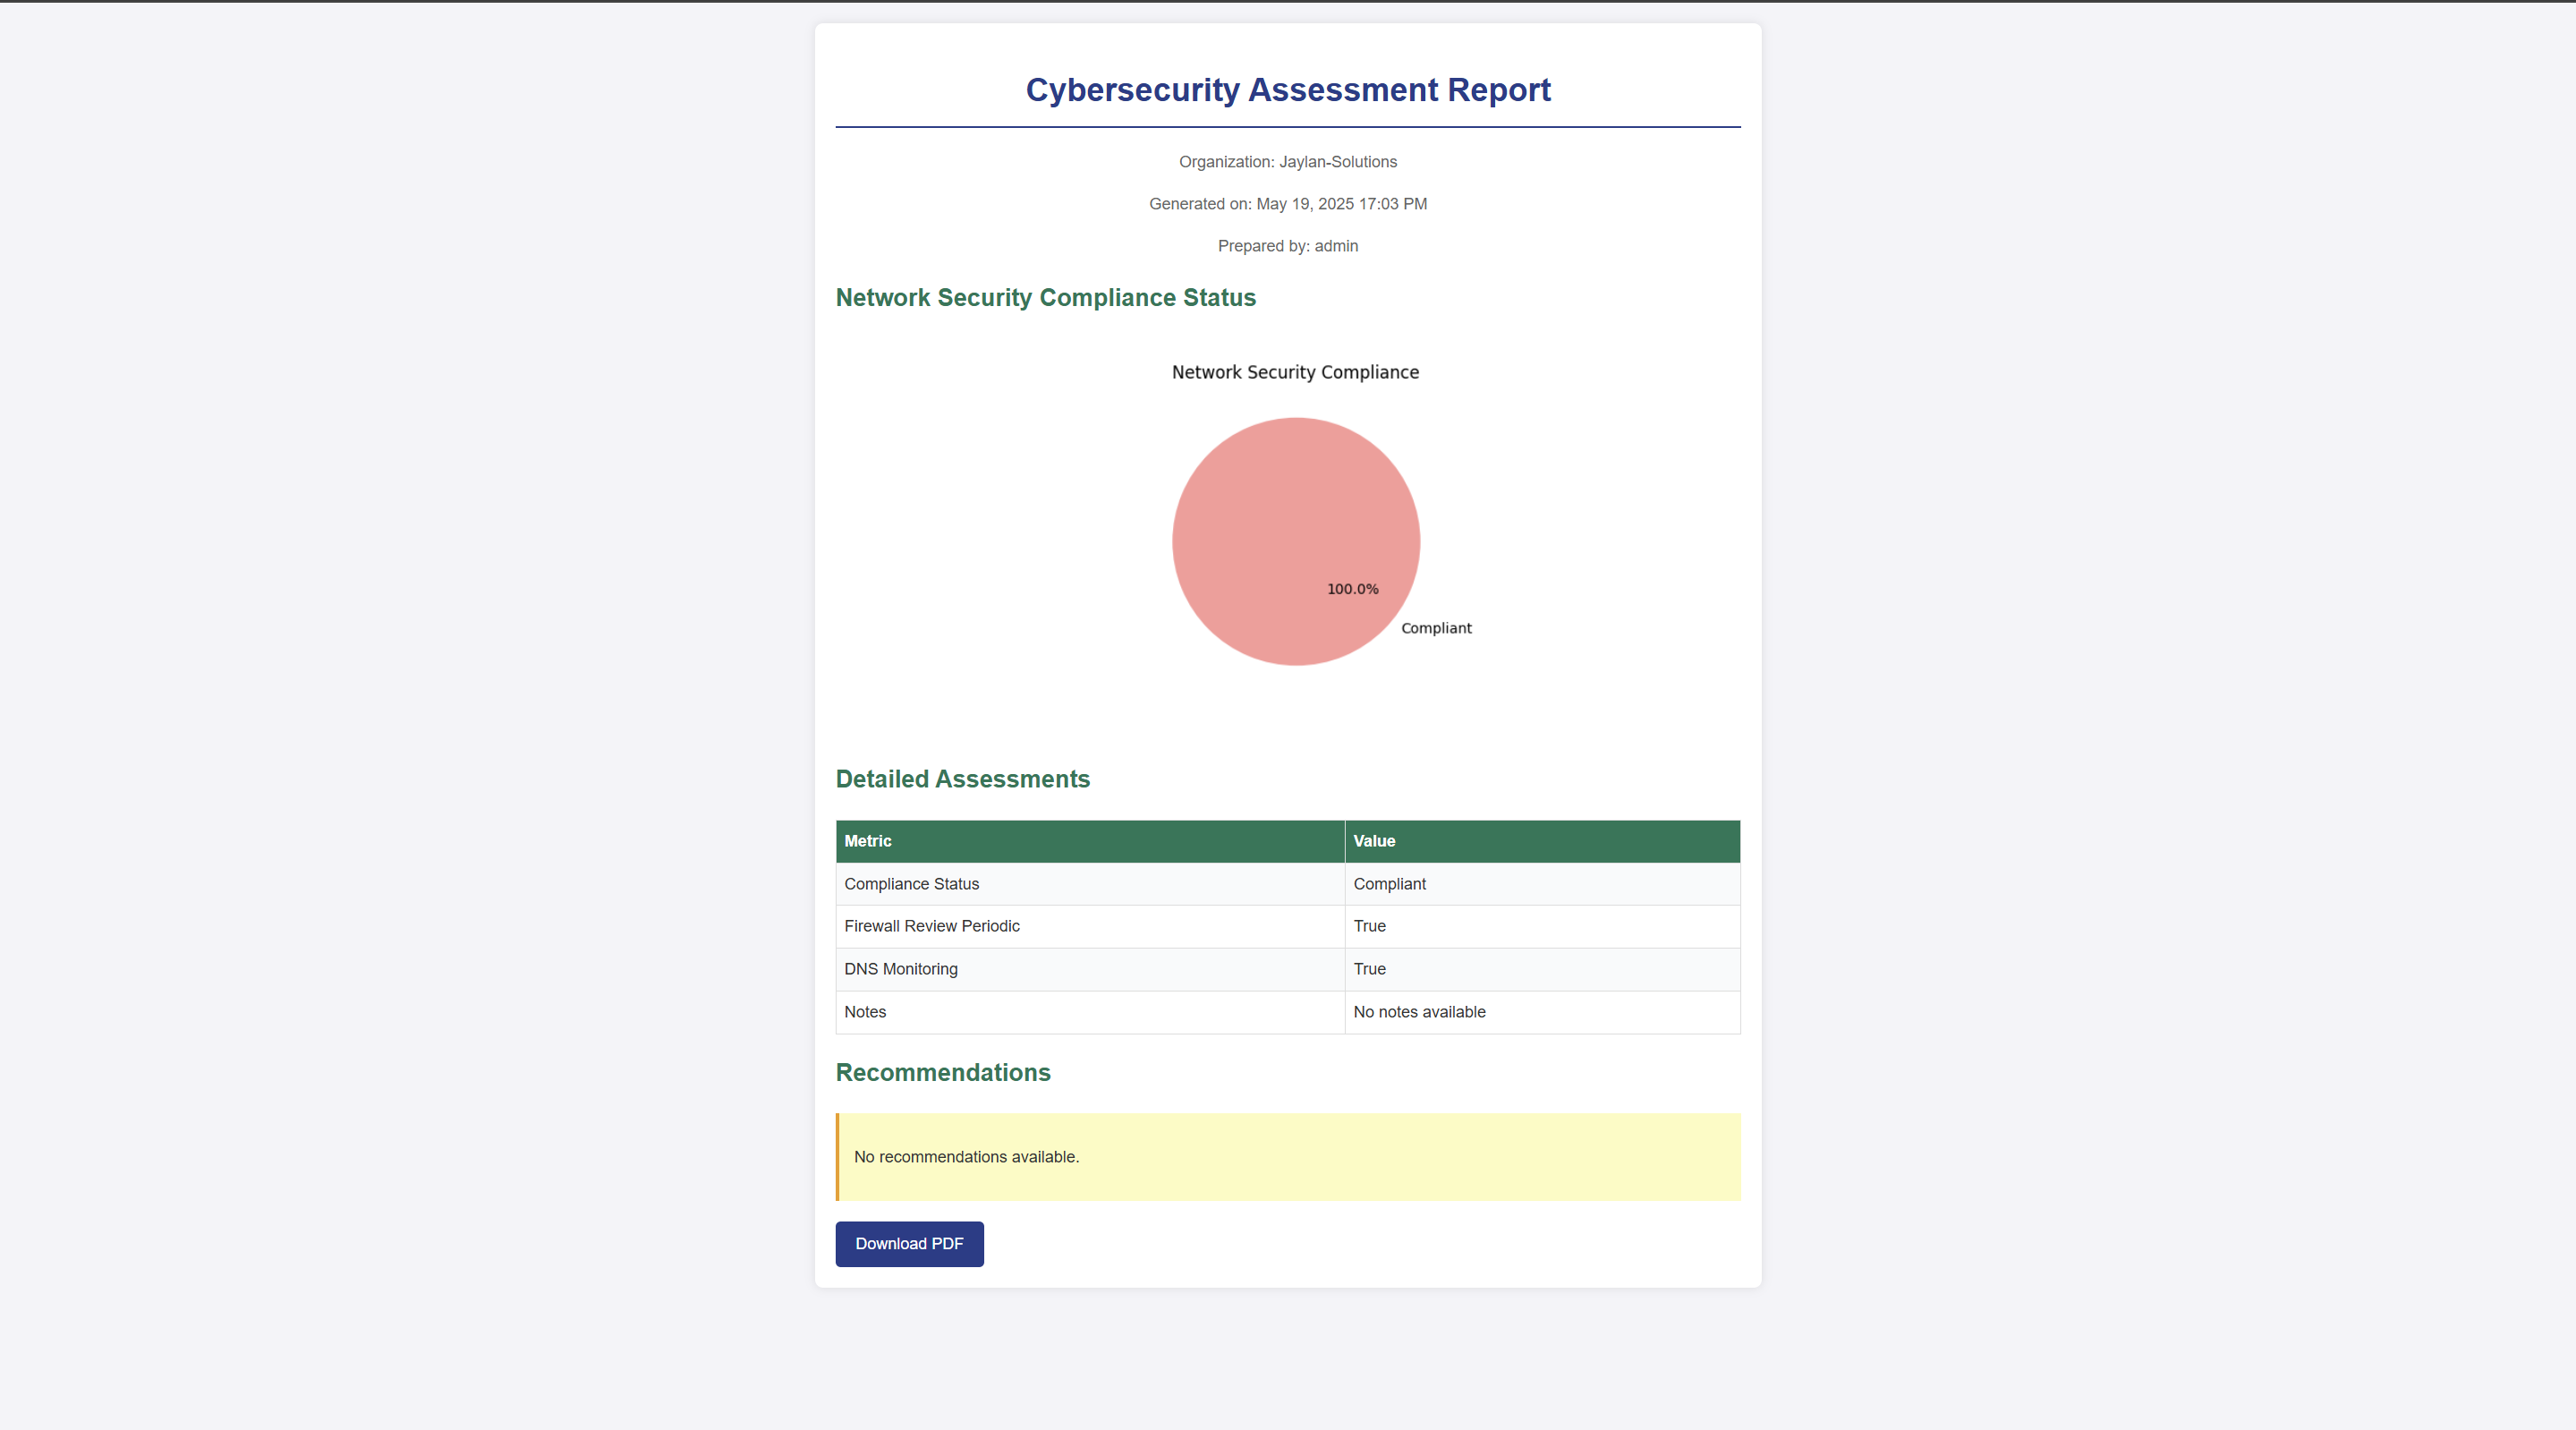 Cybersecurity Assessment Report
Organization: Jaylan-Solutions
Generated on: May 19, 2025 17:03 PM
Prepared by: admin
Network Security Compliance Status
Network Security Compliance
100.0%
Compliant
Detailed Assessments
Metric Value
Compliance Status Compliant
Firewall Review Periodic True
DNS Monitoring True
Notes No notes available
Recommendations
No recommendations available.
Download PDF